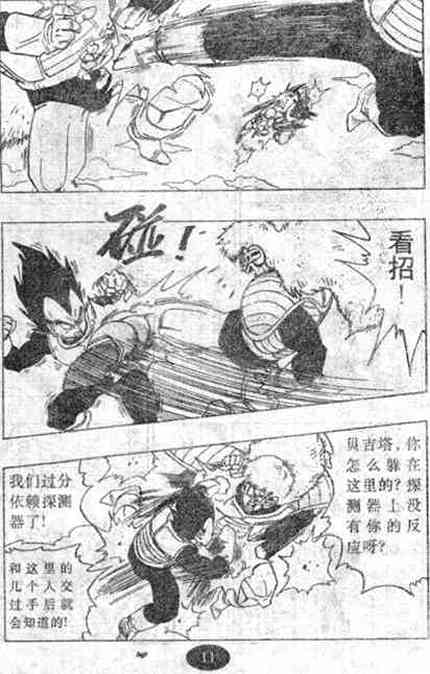 看招！
碰！
贝吉塔，你
怎么躲在
这里的？探
测器上没
有你的反
应呀？
我们过分
依赖探测
器了！
和这里的
几个人交
过手后就
会知道的！
11